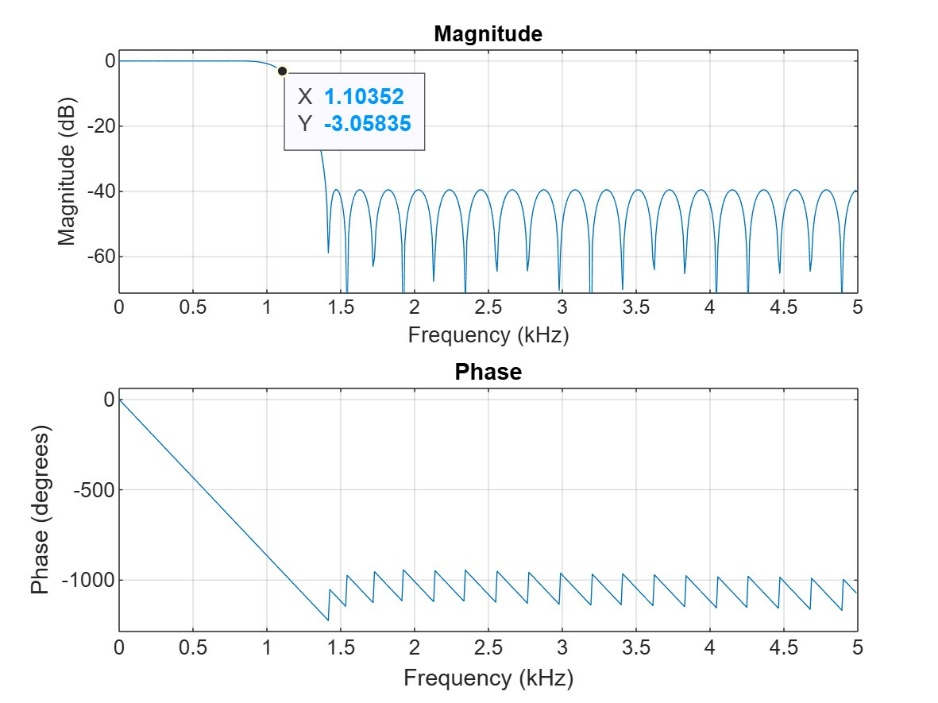 Magnitude
0
-20
-40
-60
Magnitude (dB)
X 1.10352
Y -3.05835
0 0.5 1 1.5 2 2.5 3 3.5 4 4.5 5
Frequency (kHz)
Phase
0
-500
-1000
Phase (degrees)
0 0.5 1 1.5 2 2.5 3 3.5 4 4.5 5
Frequency (kHz)